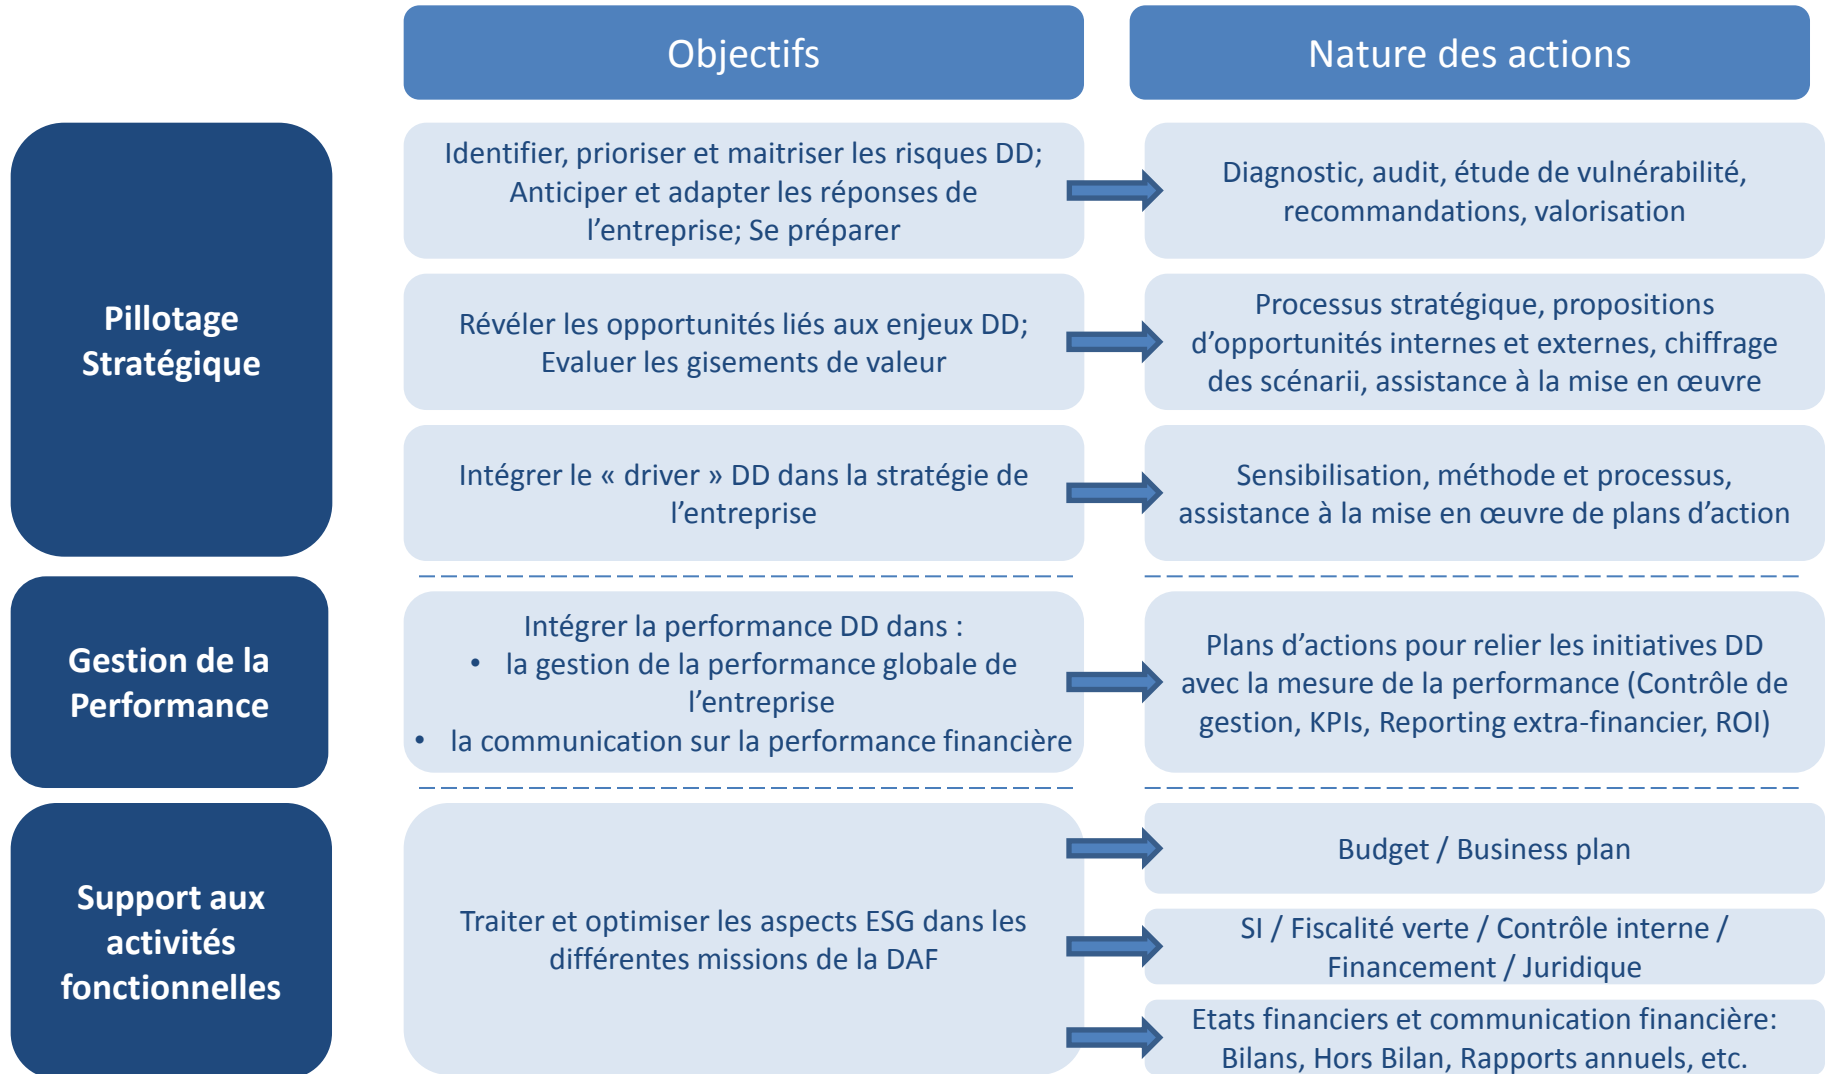 Objectifs
Nature des actions
Pillotage
Stratégique
Identifier, prioriser et maitriser les risques DD;
Anticiper et adapter les réponses de
l’entreprise; Se préparer
Diagnostic, audit, étude de vulnérabilité,
recommandations, valorisation
Révéler les opportunités liés aux enjeux DD;
Evaluer les gisements de valeur
Processus stratégique, propositions
d’opportunités internes et externes, chiffrage
des scénarii, assistance à la mise en œuvre
Intégrer le « driver » DD dans la stratégie de
l’entreprise
Sensibilisation, méthode et processus,
assistance à la mise en œuvre de plans d’action
Gestion de la
Performance
Intégrer la performance DD dans :
• la gestion de la performance globale de
l’entreprise
• la communication sur la performance financière
Plans d’actions pour relier les initiatives DD
avec la mesure de la performance (Contrôle de
gestion, KPIs, Reporting extra-financier, ROI)
Support aux
activités
fonctionnelles
Traiter et optimiser les aspects ESG dans les
différentes missions de la DAF
Budget / Business plan
SI / Fiscalité verte / Contrôle interne /
Financement / Juridique
Etats financiers et communication financière:
Bilans, Hors Bilan, Rapports annuels, etc.